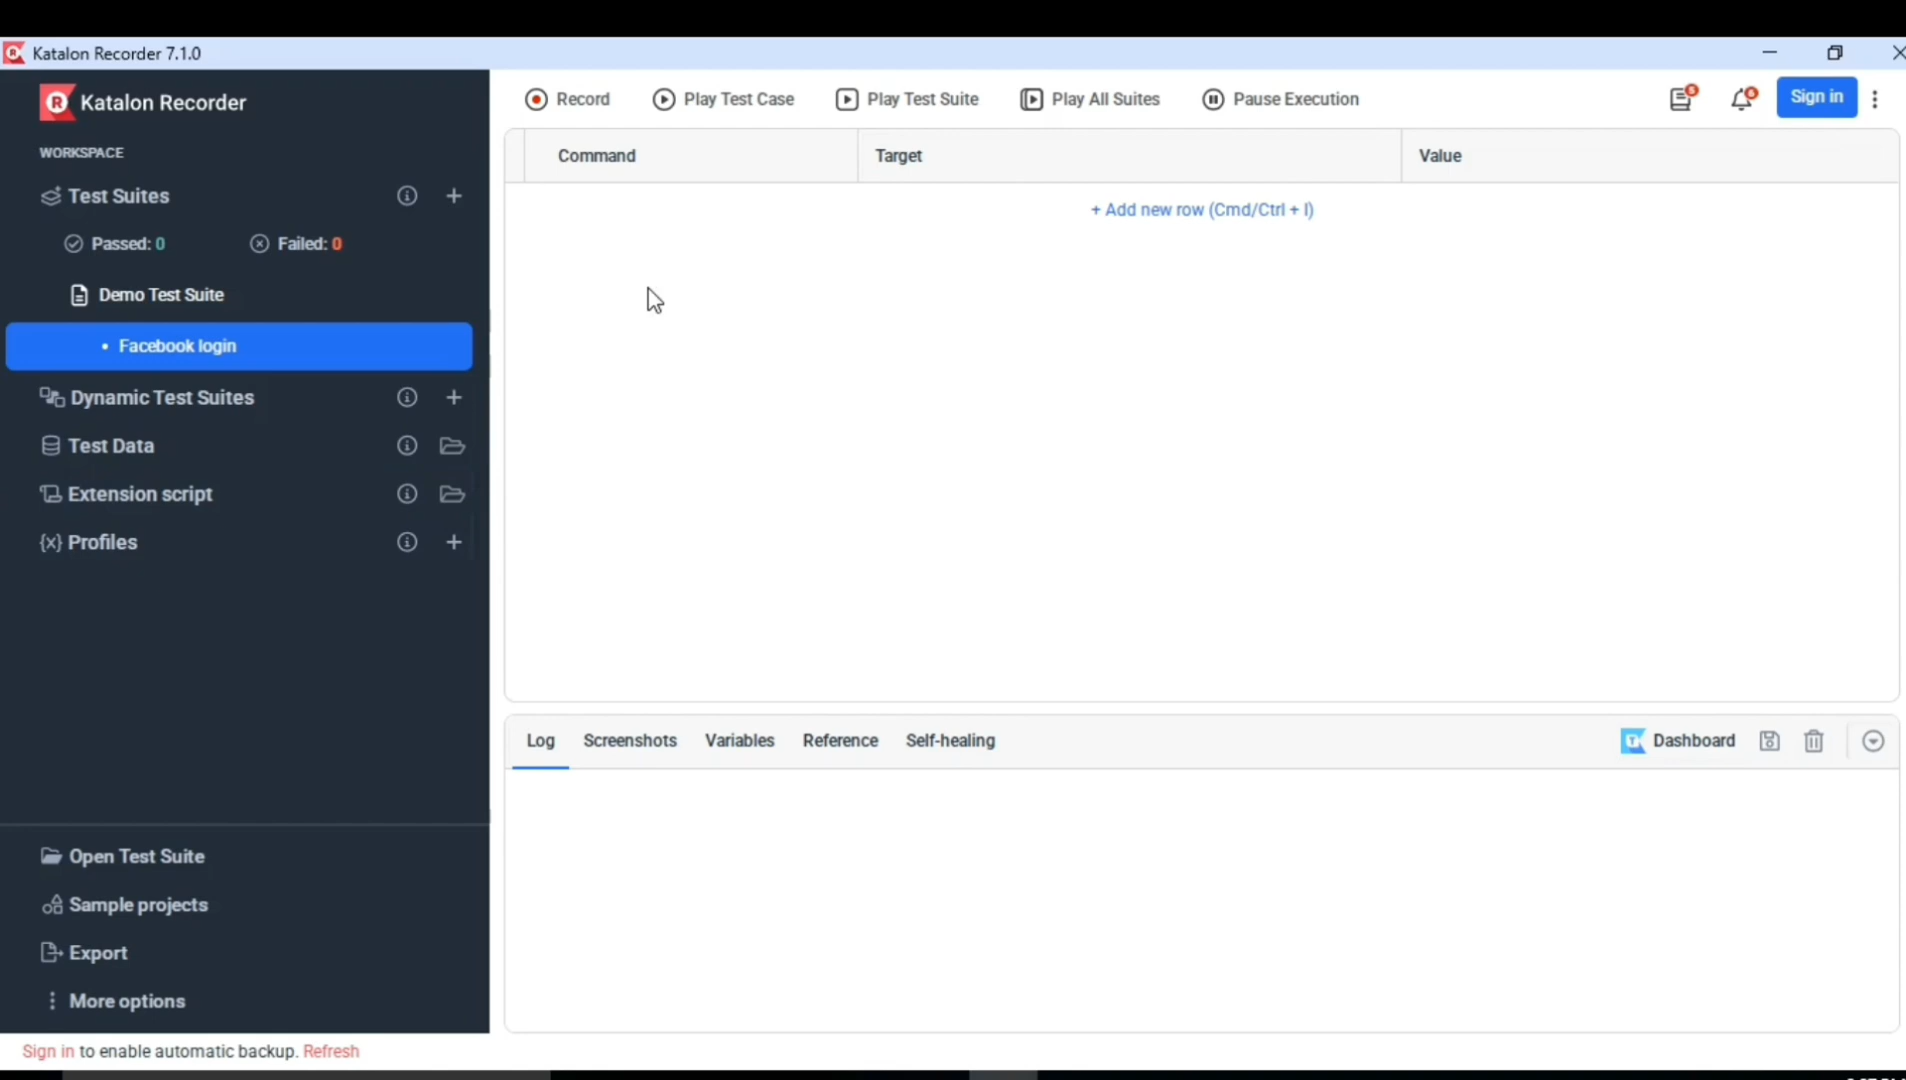 Katalon Recorder 7.1.0
Katalon Recorder
Record
Play Test Case
Play Test Suite
Play All Suites
Pause Execution
Sign in
WORKSPACE
Test Suites
Passed: 0
Failed: 0
Demo Test Suite
• Facebook login
Dynamic Test Suites
Test Data
Extension script
{x} Profiles
Command
Target
Value
+ Add new row (Cmd/Ctrl + I)
Log
Screenshots
Variables
Reference
Self-healing
Dashboard
Open Test Suite
Sample projects
Export
More options
Sign in to enable automatic backup. Refresh